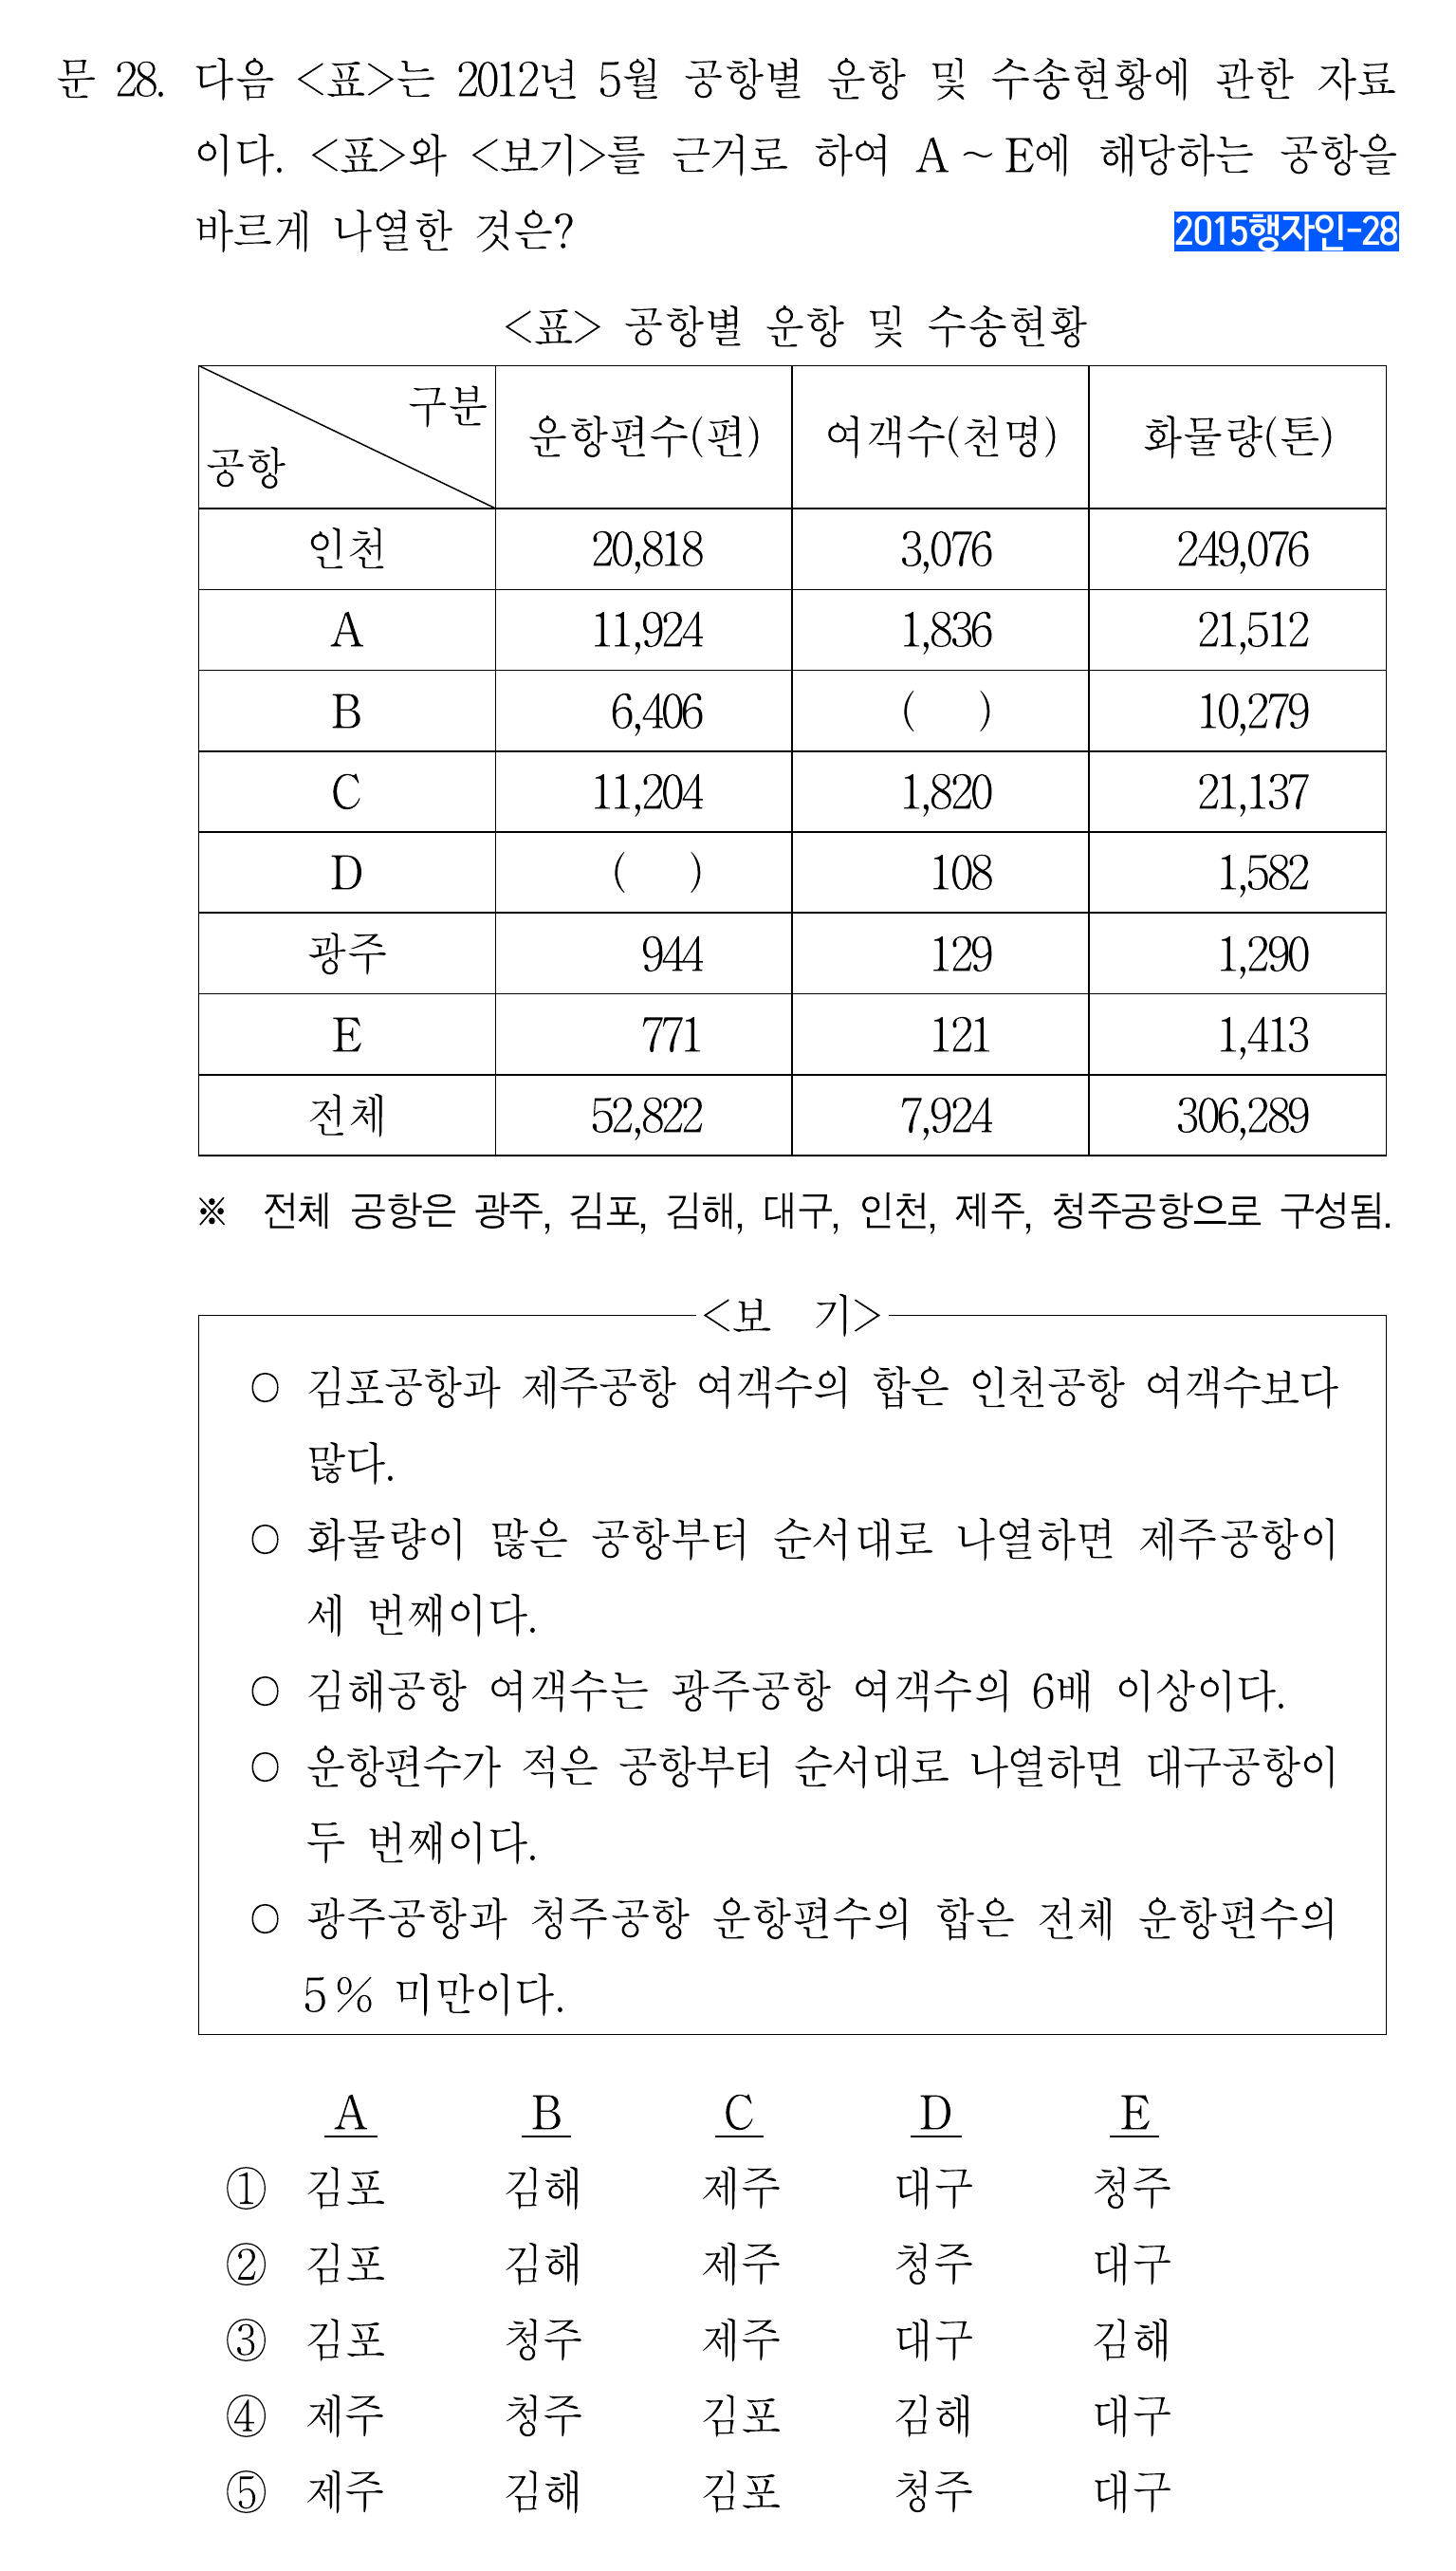 문 28. 다음 <표>는 2012년 5월 공항별 운항 및 수송현황에 관한 자료
이다. <표>와 <보기>를 근거로 하여 A~E에 해당하는 공항을
바르게 나열한 것은? 2015행자인-28
<표> 공항별 운항 및 수송현황
구분 공항 운항편수(편) 여객수(천명) 화물량(톤)
인천 20,818 3,076 249,076
A 11,924 1,836 21,512
B 6,406 ( ) 10,279
C 11,204 1,820 21,137
D ( ) 108 1,582
광주 944 129 1,290
E 771 121 1,413
전체 52,822 7,924 306,289
※ 전체 공항은 광주, 김포, 김해, 대구, 인천, 제주, 청주공항으로 구성됨.
<보 기>
○ 김포공항과 제주공항 여객수의 합은 인천공항 여객수보다
많다.
○ 화물량이 많은 공항부터 순서대로 나열하면 제주공항이
세 번째이다.
○ 김해공항 여객수는 광주공항 여객수의 6배 이상이다.
○ 운항편수가 적은 공항부터 순서대로 나열하면 대구공항이
두 번째이다.
○ 광주공항과 청주공항 운항편수의 합은 전체 운항편수의
5% 미만이다.
A B C D E
① 김포 김해 제주 대구 청주
② 김포 김해 제주 청주 대구
③ 김포 청주 제주 대구 김해
④ 제주 청주 김포 김해 대구
⑤ 제주 김해 김포 청주 대구